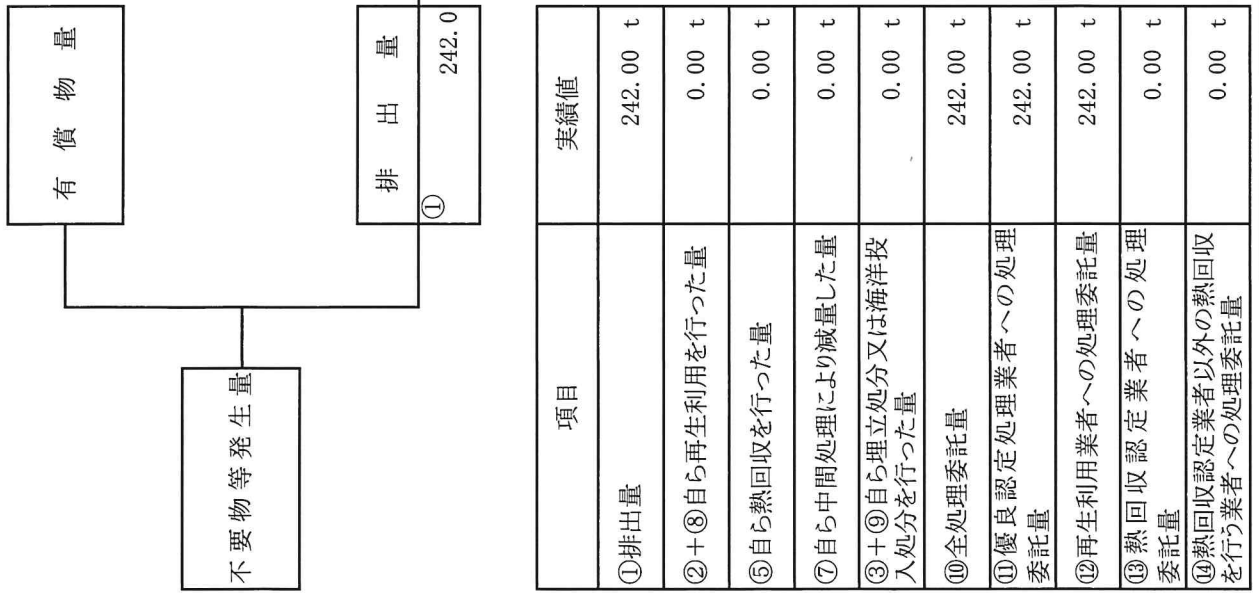 有償物量
不要物等発生量
排出量
①
242.0
項目 実績値
①排出量 242.00 t
②+⑧自ら再生利用を行った量 0.00 t
⑤自ら熱回収を行った量 0.00 t
⑦自ら中間処理により減量した量 0.00 t
③+⑨自ら埋立処分又は海洋投
入処分を行った量 0.00 t
⑩全処理委託量 242.00 t
⑪優良認定処理業者への処理
委託量 242.00 t
⑫再生利用業者への処理委託量 242.00 t
⑬熱回収認定業者への処理
委託量 0.00 t
⑭熱回収認定業者以外の熱回収
を行う業者への処理委託量 0.00 t